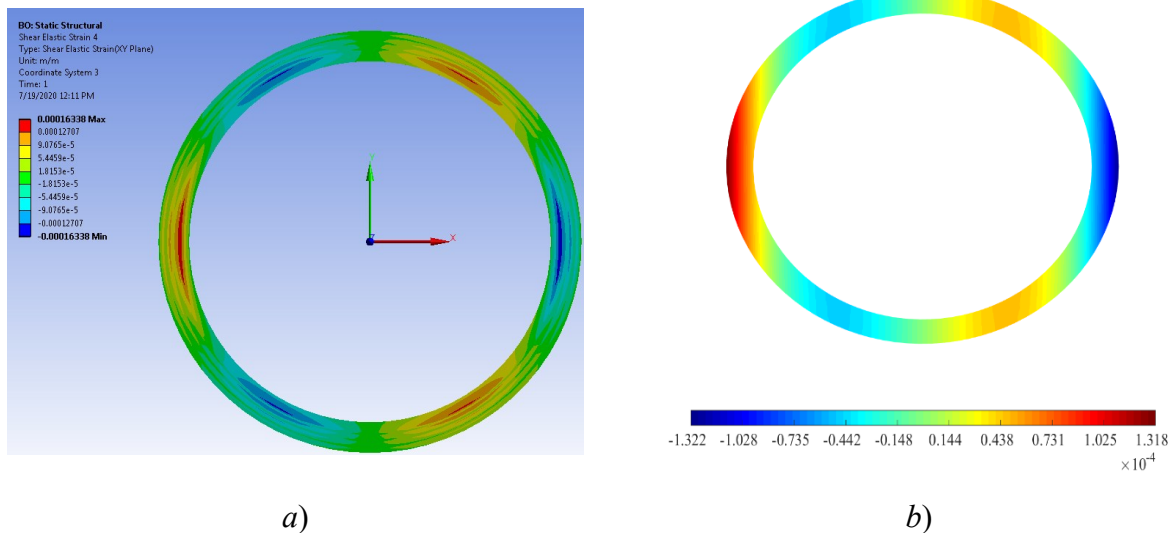 BO: Static Structural
Shear Elastic Strain 4
Type: Shear Elastic Strain(XY Plane)
Unit: m/m
Coordinate System 3
Time: 1
7/19/2020 12:11 PM
0.00016338 Max
0.00012707
9.0765e-5
5.4459e-5
1.8153e-5
-1.8153e-5
-5.4459e-5
-9.0765e-5
-0.00012707
-0.00016338 Min
Y
X
-1.322 -1.028 -0.735 -0.442 -0.148 0.144 0.438 0.731 1.025 1.318
×10⁻⁴
a) b)